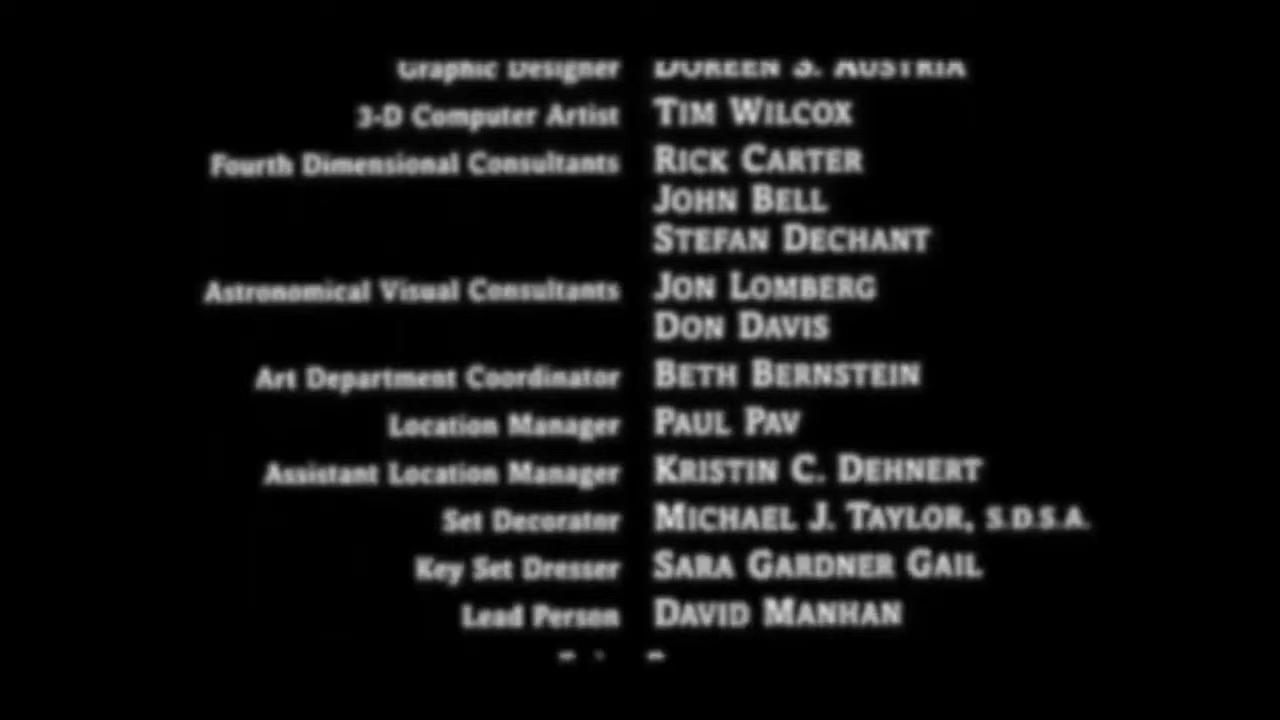 Graphic Designer DOREEN S. AUSTRIA
3-D Computer Artist TIM WILCOX
Fourth Dimensional Consultants RICK CARTER
JOHN BELL
STEFAN DECHANT
Astronomical Visual Consultants JON LOMBERG
DON DAVIS
Art Department Coordinator BETH BERNSTEIN
Location Manager PAUL PAV
Assistant Location Manager KRISTIN C. DEHNERT
Set Decorator MICHAEL J. TAYLOR, S.D.S.A.
Key Set Dresser SARA GARDNER GAIL
Lead Person DAVID MANHAN